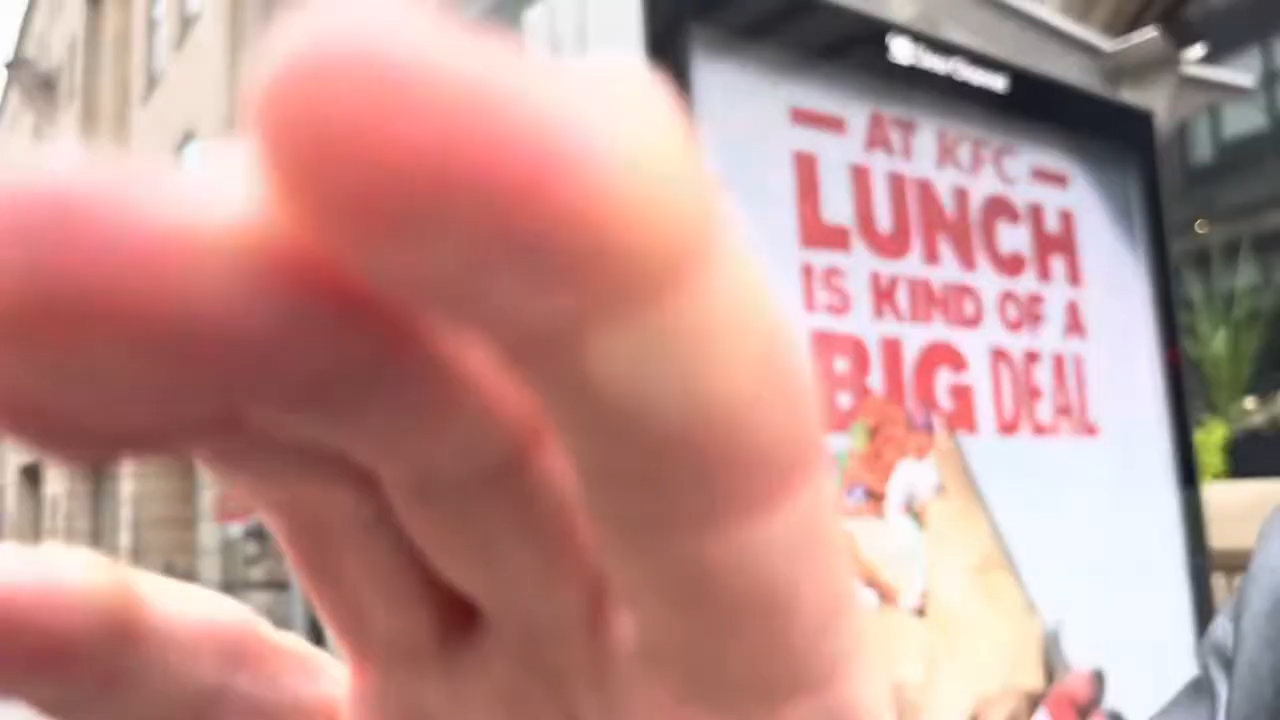 — AT KFC —
LUNCH
IS KIND OF A
BIG DEAL